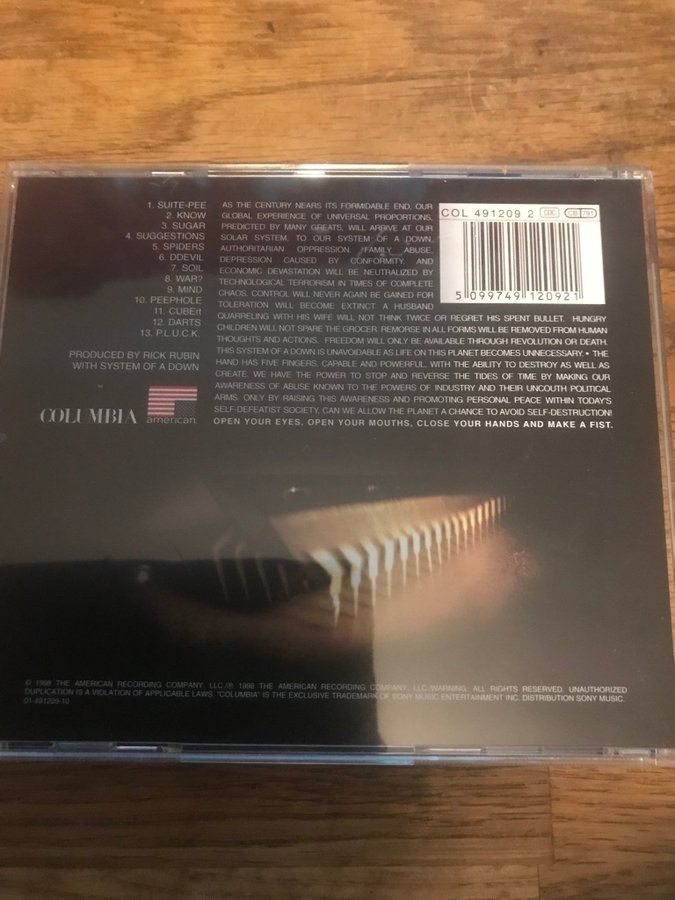 1. SUITE-PEE
2. KNOW
3. SUGAR
4. SUGGESTIONS
5. SPIDERS
6. DDEVIL
7. SOIL
8. WAR?
9. MIND
10. PEEPHOLE
11. CUBErt
12. DARTS
13. P.L.U.C.K.
PRODUCED BY RICK RUBIN
WITH SYSTEM OF A DOWN
COLUMBIA
american.
AS THE CENTURY NEARS ITS FORMIDABLE END, OUR
GLOBAL EXPERIENCE OF UNIVERSAL PROPORTIONS,
PREDICTED BY MANY GREATS, WILL ARRIVE AT OUR
SOLAR SYSTEM, TO OUR SYSTEM OF A DOWN.
AUTHORITARIAN OPPRESSION, FAMILY ABUSE,
DEPRESSION CAUSED BY CONFORMITY, AND
ECONOMIC DEVASTATION WILL BE NEUTRALIZED BY
TECHNOLOGICAL TERRORISM IN TIMES OF COMPLETE
CHAOS. CONTROL WILL NEVER AGAIN BE GAINED FOR
TOLERATION WILL BECOME EXTINCT A HUSBAND
QUARRELING WITH HIS WIFE WILL NOT THINK TWICE OR REGRET HIS SPENT BULLET. HUNGRY
CHILDREN WILL NOT SPARE THE GROCER. REMORSE IN ALL FORMS WILL BE REMOVED FROM HUMAN
THOUGHTS AND ACTIONS. FREEDOM WILL ONLY BE AVAILABLE THROUGH REVOLUTION OR DEATH.
THIS SYSTEM OF A DOWN IS UNAVOIDABLE AS LIFE ON THIS PLANET BECOMES UNNECESSARY. • THE
HAND HAS FIVE FINGERS, CAPABLE AND POWERFUL, WITH THE ABILITY TO DESTROY AS WELL AS
CREATE. WE HAVE THE POWER TO STOP AND REVERSE THE TIDES OF TIME BY MAKING OUR
AWARENESS OF ABUSE KNOWN TO THE POWERS OF INDUSTRY AND THEIR UNCOUTH POLITICAL
ARMS. ONLY BY RAISING THIS AWARENESS AND PROMOTING PERSONAL PEACE WITHIN TODAY'S
SELF-DEFEATIST SOCIETY, CAN WE ALLOW THE PLANET A CHANCE TO AVOID SELF-DESTRUCTION!
OPEN YOUR EYES, OPEN YOUR MOUTHS, CLOSE YOUR HANDS AND MAKE A FIST.
COL 491209 2
CB 791
5 099749 120921
© 1998 THE AMERICAN RECORDING COMPANY, LLC./℗ 1998 THE AMERICAN RECORDING COMPANY, LLC./WARNING: ALL RIGHTS RESERVED. UNAUTHORIZED
DUPLICATION IS A VIOLATION OF APPLICABLE LAWS. "COLUMBIA" IS THE EXCLUSIVE TRADEMARK OF SONY MUSIC ENTERTAINMENT INC. DISTRIBUTION SONY MUSIC.
01-491209-10